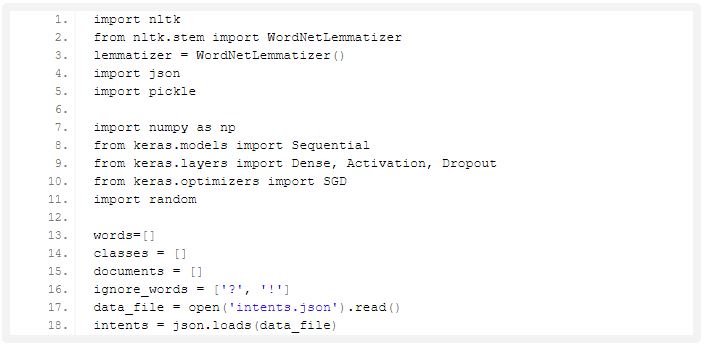 1. import nltk
2. from nltk.stem import WordNetLemmatizer
3. lemmatizer = WordNetLemmatizer()
4. import json
5. import pickle
6.
7. import numpy as np
8. from keras.models import Sequential
9. from keras.layers import Dense, Activation, Dropout
10. from keras.optimizers import SGD
11. import random
12.
13. words=[]
14. classes = []
15. documents = []
16. ignore_words = ['?', '!']
17. data_file = open('intents.json').read()
18. intents = json.loads(data_file)